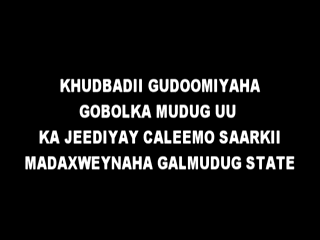 KHUDBADII GUDOOMIYAHA
GOBOLKA MUDUG UU
KA JEEDIYAY CALEEMO SAARKII
MADAXWEYNAHA GALMUDUG STATE